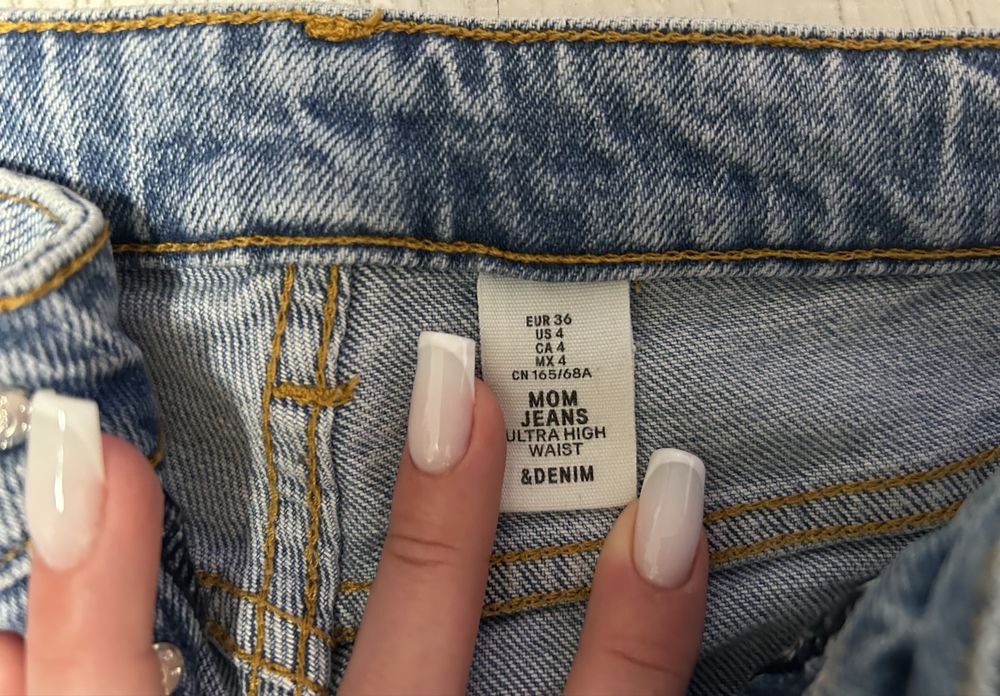 EUR 36
US 4
CA 4
MX 4
CN 165/68A
MOM
JEANS
ULTRA HIGH
WAIST
&DENIM